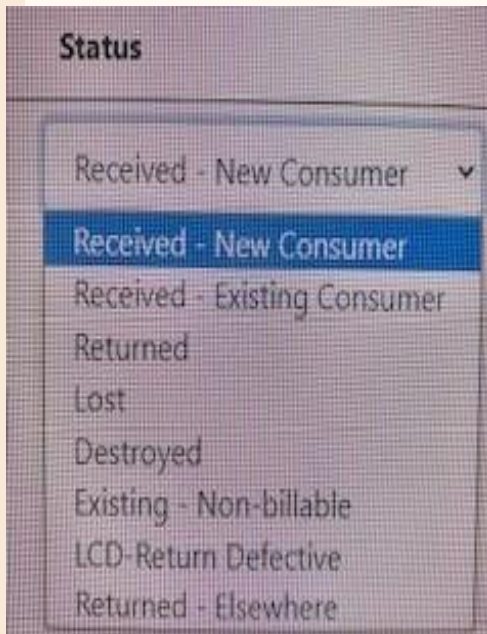 Status
Received - New Consumer
Received - New Consumer
Received - Existing Consumer
Returned
Lost
Destroyed
Existing - Non-billable
LCD-Return Defective
Returned - Elsewhere